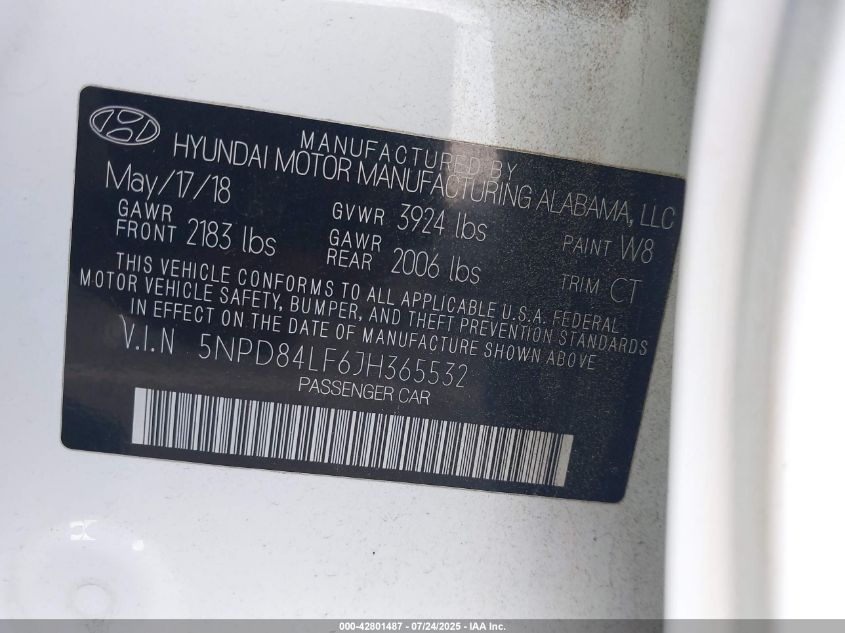 MANUFACTURED BY
HYUNDAI MOTOR MANUFACTURING ALABAMA, LLC
May/17/18 GVWR 3924 lbs PAINT W8
GAWR FRONT 2183 lbs GAWR REAR 2006 lbs TRIM CT
THIS VEHICLE CONFORMS TO ALL APPLICABLE U.S.A. FEDERAL
MOTOR VEHICLE SAFETY, BUMPER, AND THEFT PREVENTION STANDARDS
IN EFFECT ON THE DATE OF MANUFACTURE SHOWN ABOVE
V.I.N 5NPD84LF6JH365532
PASSENGER CAR
000-42801487 - 07/24/2025 - IAA Inc.